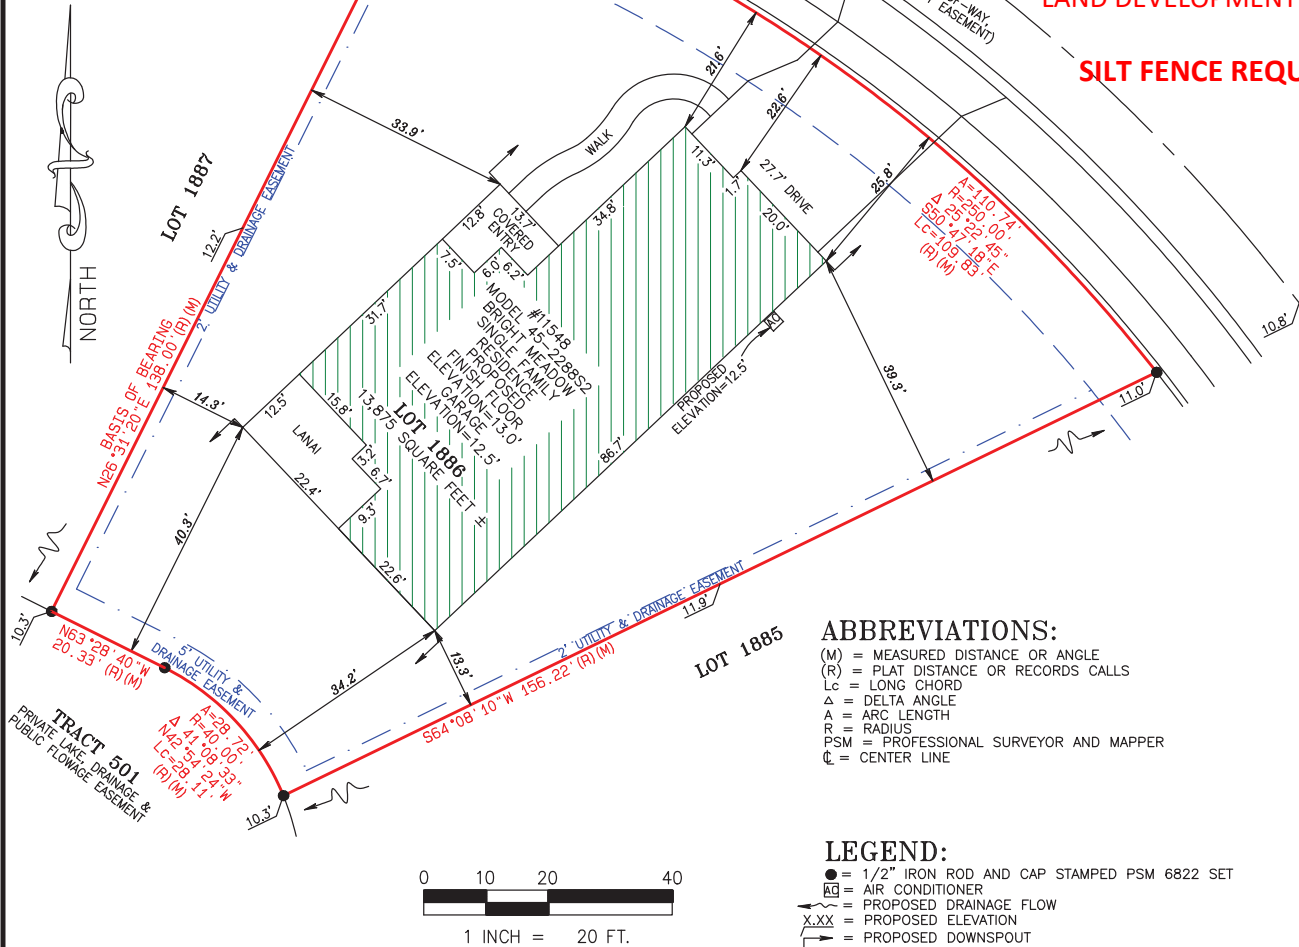 LAND DEVELOPMENT
SILT FENCE REQU
OF-WAY,
EASEMENT)
21.6'
22.6'
33.9'
WALK
LOT 1887
12.2'
2' UTILITY & DRAINAGE EASEMENT
NORTH
11.3'
1.7'
27.7' DRIVE
20.0'
25.8'
A=110.74'
R=250.00'
Δ 25°22'45"
S50°47'18"E
Lc=109.83'
(R)(M)
10.8'
12.8'
13.7'
COVERED
ENTRY
34.8'
7.5'
6.0'
6.2'
31.7'
#11548
MODEL 45-2288S2
BRIGHT MEADOW
SINGLE FAMILY
RESIDENCE
PROPOSED
FINISH FLOOR
ELEVATION=13.0'
GARAGE
ELEVATION=12.5'
LOT 1886
13,875 SQUARE FEET ±
AC
PROPOSED
ELEVATION=12.5'
39.3'
11.0'
BASIS OF BEARING
N26°31'20"E 138.00'(R)(M)
14.3'
12.5'
15.8'
LANAI
3.2'
6.7'
22.4'
9.3'
86.7'
40.3'
22.6'
10.3'
N63°28'40"W
20.33' (R)(M)
5' UTILITY &
DRAINAGE EASEMENT
34.2'
13.3'
2' UTILITY & DRAINAGE EASEMENT
11.9'
S64°08'10"W 156.22'(R)(M)
LOT 1885
TRACT 501
PRIVATE LAKE, DRAINAGE &
PUBLIC FLOWAGE EASEMENT
A=28.72'
R=40.00'
Δ 41°08'33"
N42°54'24"W
Lc=28.11'
(R)(M)
10.3'
ABBREVIATIONS:
(M) = MEASURED DISTANCE OR ANGLE
(R) = PLAT DISTANCE OR RECORDS CALLS
Lc = LONG CHORD
Δ = DELTA ANGLE
A = ARC LENGTH
R = RADIUS
PSM = PROFESSIONAL SURVEYOR AND MAPPER
℄ = CENTER LINE
LEGEND:
● = 1/2" IRON ROD AND CAP STAMPED PSM 6822 SET
AC = AIR CONDITIONER
= PROPOSED DRAINAGE FLOW
X.XX = PROPOSED ELEVATION
= PROPOSED DOWNSPOUT
0 10 20 40
1 INCH = 20 FT.